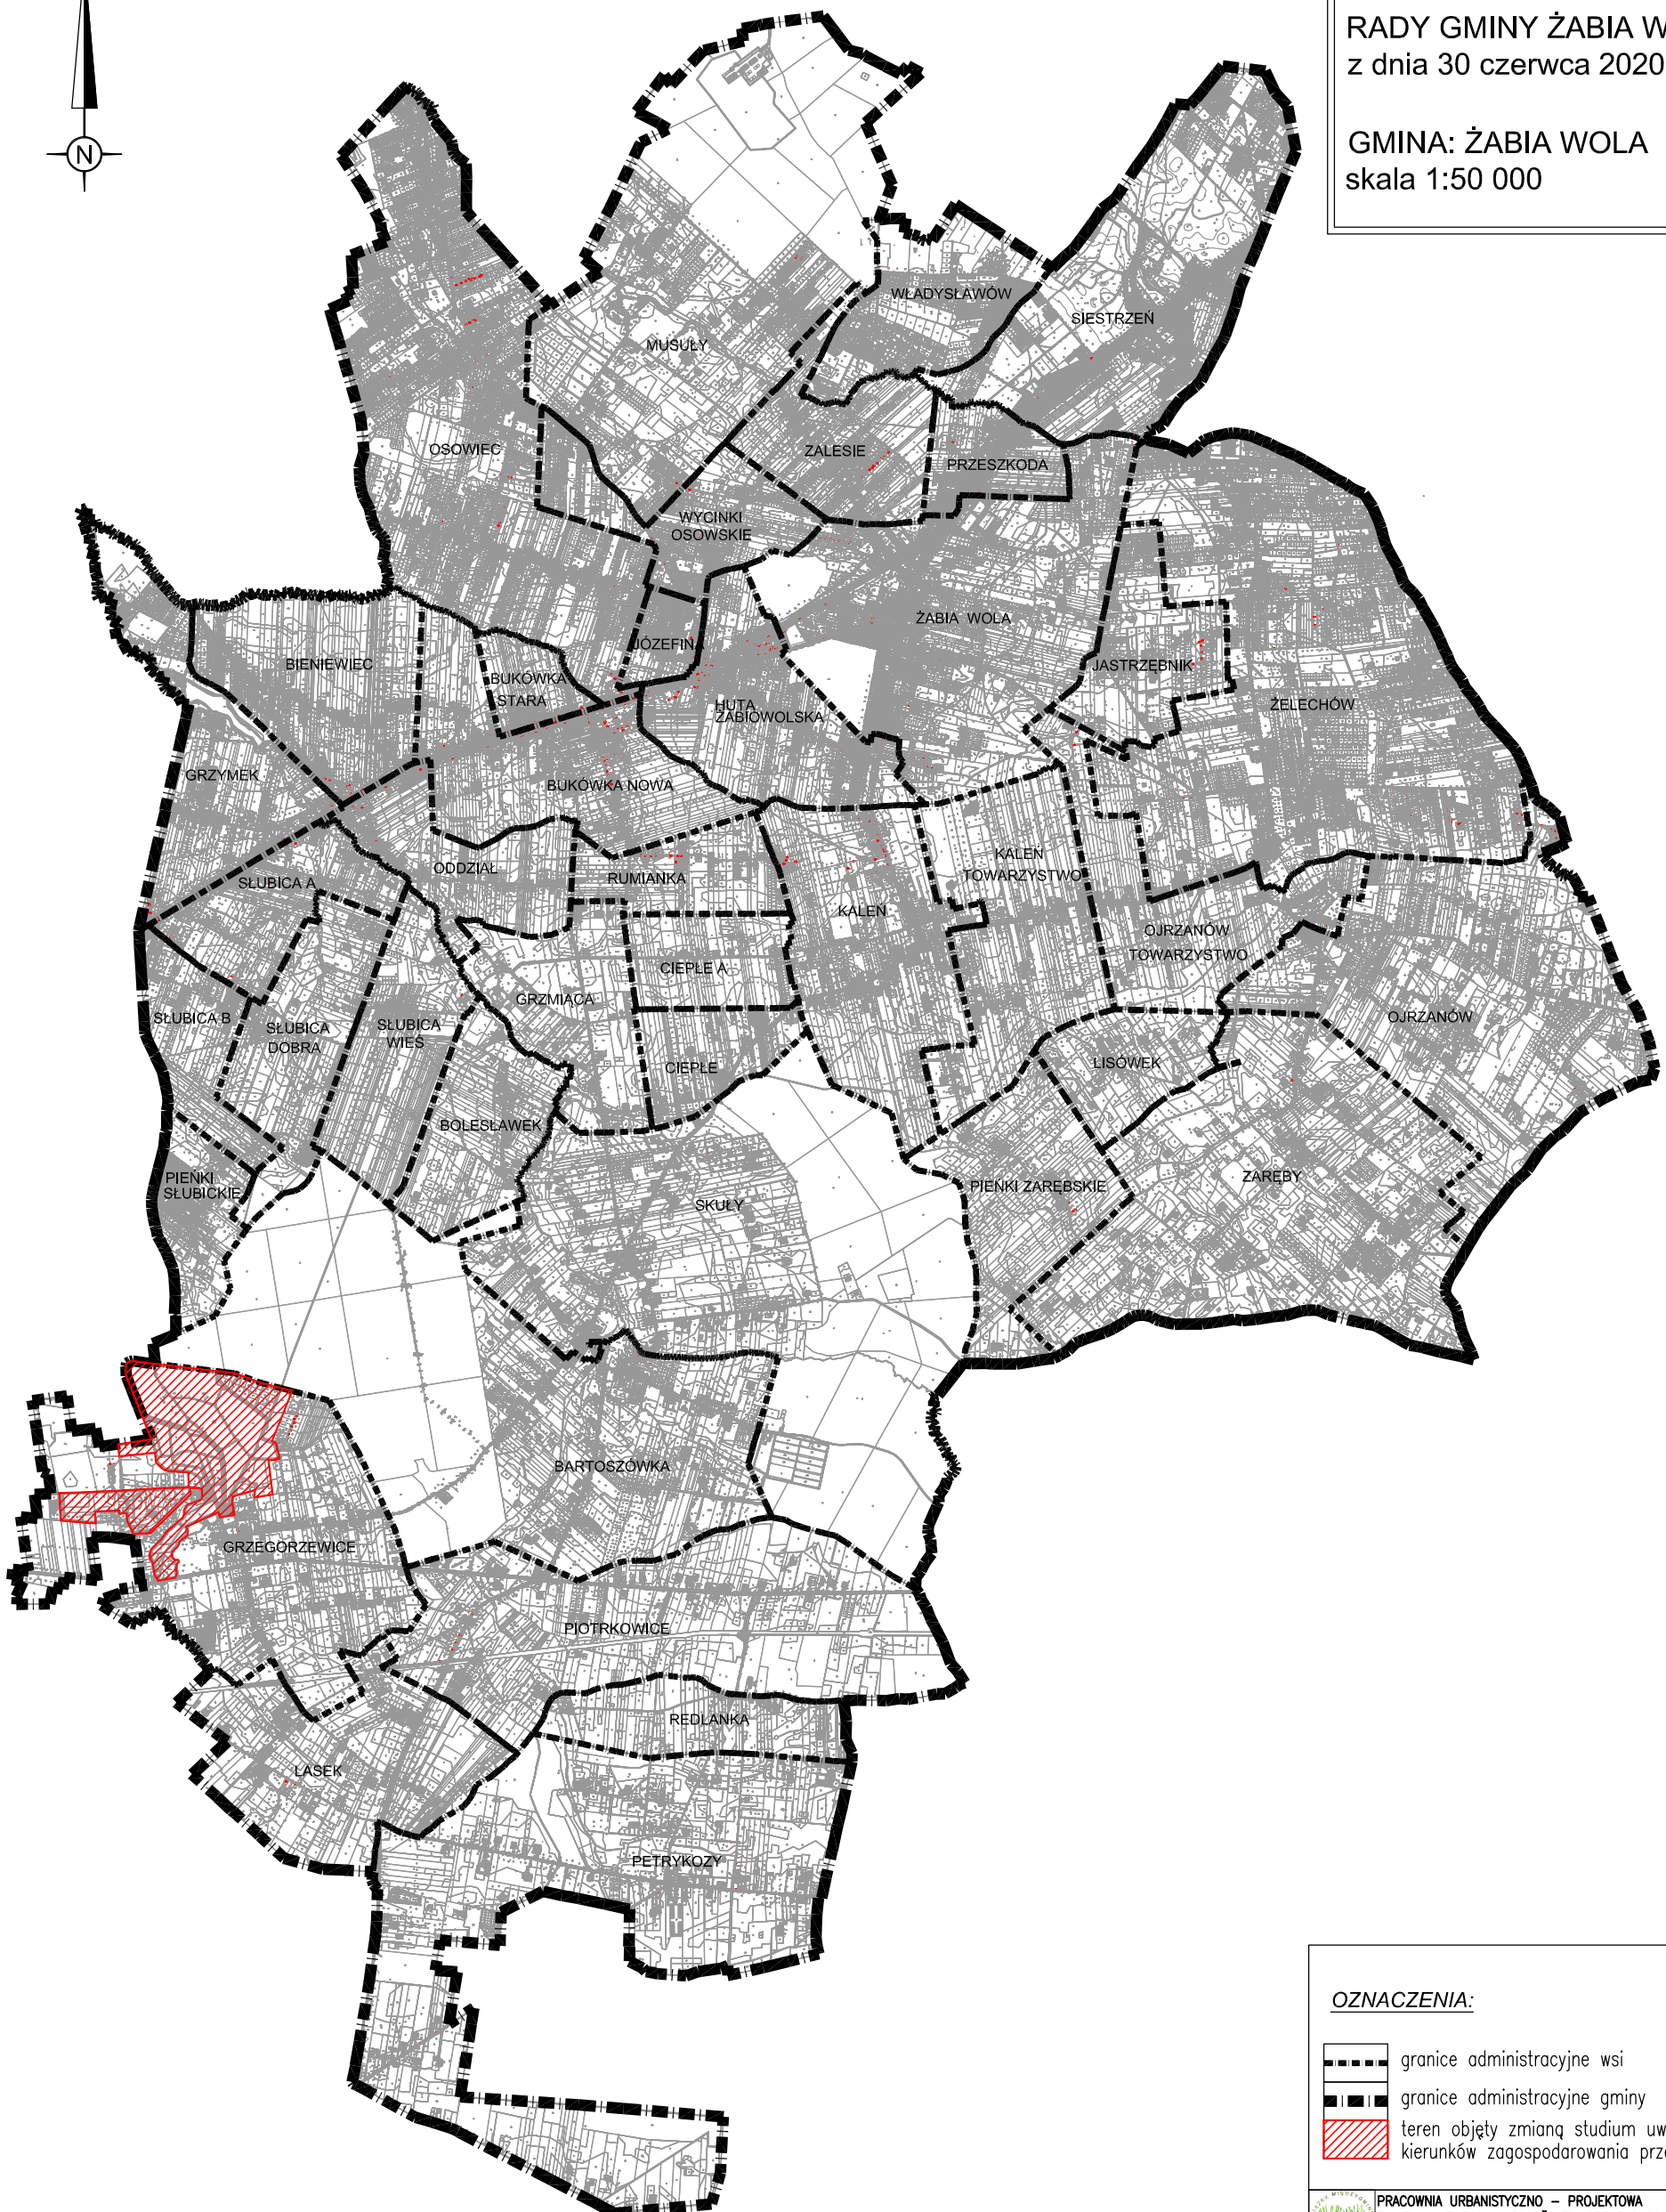 N
RADY GMINY ŻABIA W
z dnia 30 czerwca 2020
GMINA: ŻABIA WOLA
skala 1:50 000
WŁADYSŁAWÓW
SIESTRZEŃ
MUSUŁY
OSOWIEC
ZALESIE
PRZESZKODA
WYCINKI
OSOWSKIE
ŻABIA WOLA
JÓZEFINA
BIENIEWIEC
BUKÓWKA
STARA
JASTRZĘBNIK
HUTA
ŻABIOWOLSKA
ŻELECHÓW
GRZYMEK
BUKÓWKA NOWA
ODDZIAŁ
RUMIANKA
KALEŃ
TOWARZYSTWO
SŁUBICA A
KALEŃ
OJRZANÓW
TOWARZYSTWO
CIEPŁE A
GRZMIĄCA
SŁUBICA B
SŁUBICA
DOBRA
SŁUBICA
WIEŚ
OJRZANÓW
CIEPŁE
LISÓWEK
BOLESŁAWEK
PIEŃKI
SŁUBICKIE
SKUŁY
PIEŃKI ZARĘBSKIE
ZARĘBY
BARTOSZÓWKA
GRZEGORZEWICE
PIOTRKOWICE
REDLANKA
LASEK
PETRYKOZY
OZNACZENIA:
granice administracyjne wsi
granice administracyjne gminy
teren objęty zmianą studium uw
kierunków zagospodarowania prz
PRACOWNIA URBANISTYCZNO – PROJEKTOWA